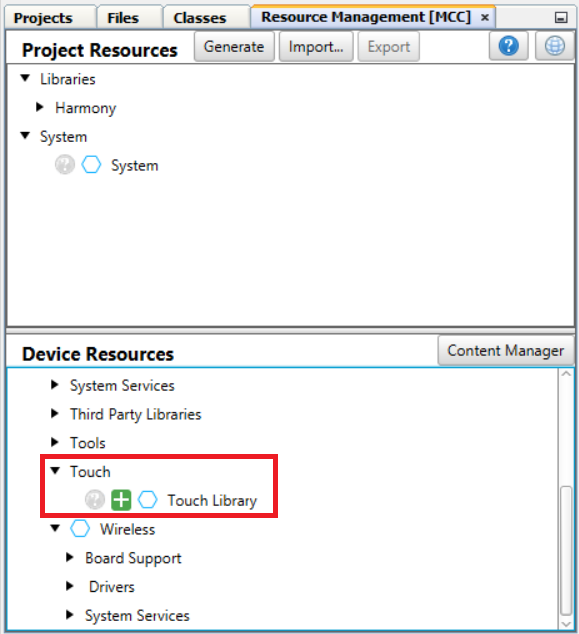 Projects Files Classes Resource Management [MCC] ×
Project Resources Generate Import... Export ?
Libraries
Harmony
System
? System
Device Resources Content Manager
System Services
Third Party Libraries
Tools
Touch
? Touch Library
Wireless
Board Support
Drivers
System Services